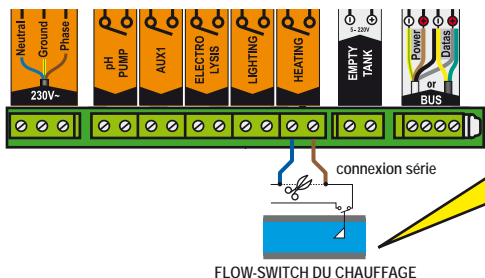 Neutral
Ground
Phase
230V~
pH
PUMP
AUX1
ELECTRO
LYSIS
LIGHTING
HEATING
5 - 220V
EMPTY
TANK
Power
Datas
or
BUS
connexion série
FLOW-SWITCH DU CHAUFFAGE